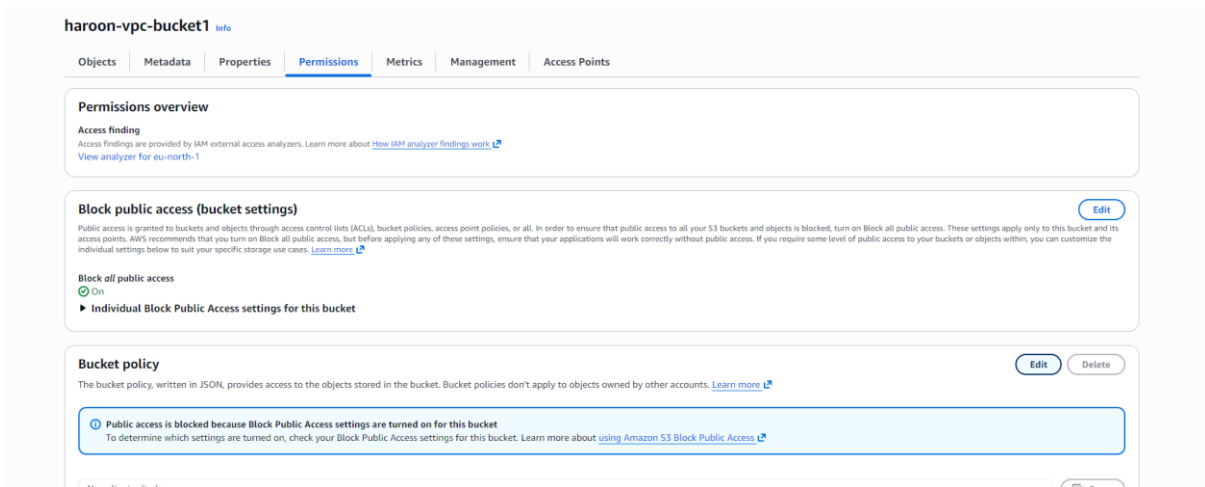 haroon-vpc-bucket1 Info
Objects Metadata Properties Permissions Metrics Management Access Points
Permissions overview
Access finding
Access findings are provided by IAM external access analyzers. Learn more about How IAM analyzer findings work
View analyzer for eu-north-1
Block public access (bucket settings) Edit
Public access is granted to buckets and objects through access control lists (ACLs), bucket policies, access point policies, or all. In order to ensure that public access to all your S3 buckets and objects is blocked, turn on Block all public access. These settings apply only to this bucket and its
access points. AWS recommends that you turn on Block all public access, but before applying any of these settings, ensure that your applications will work correctly without public access. If you require some level of public access to your buckets or objects within, you can customize the
individual settings below to suit your specific storage use cases. Learn more
Block all public access
On
Individual Block Public Access settings for this bucket
Bucket policy Edit Delete
The bucket policy, written in JSON, provides access to the objects stored in the bucket. Bucket policies don't apply to objects owned by other accounts. Learn more
Public access is blocked because Block Public Access settings are turned on for this bucket
To determine which settings are turned on, check your Block Public Access settings for this bucket. Learn more about using Amazon S3 Block Public Access